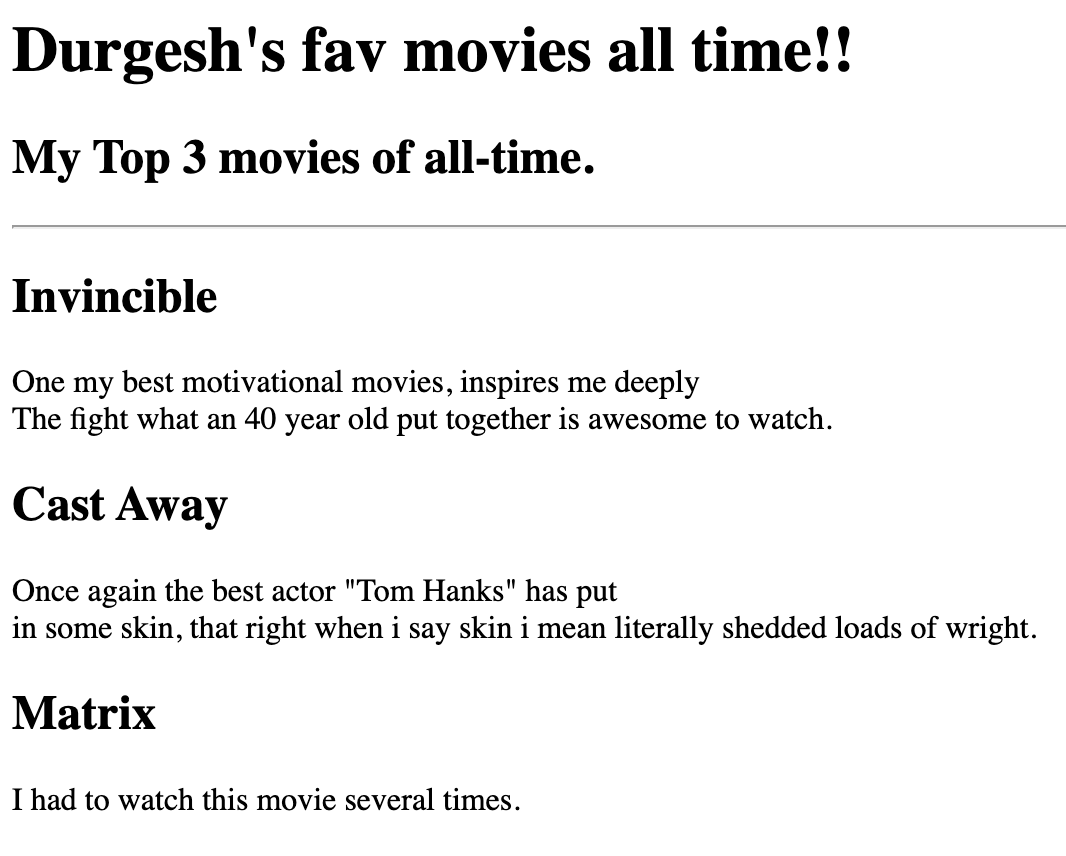 Durgesh's fav movies all time!!
My Top 3 movies of all-time.
Invincible
One my best motivational movies, inspires me deeply
The fight what an 40 year old put together is awesome to watch.
Cast Away
Once again the best actor "Tom Hanks" has put
in some skin, that right when i say skin i mean literally shedded loads of wright.
Matrix
I had to watch this movie several times.